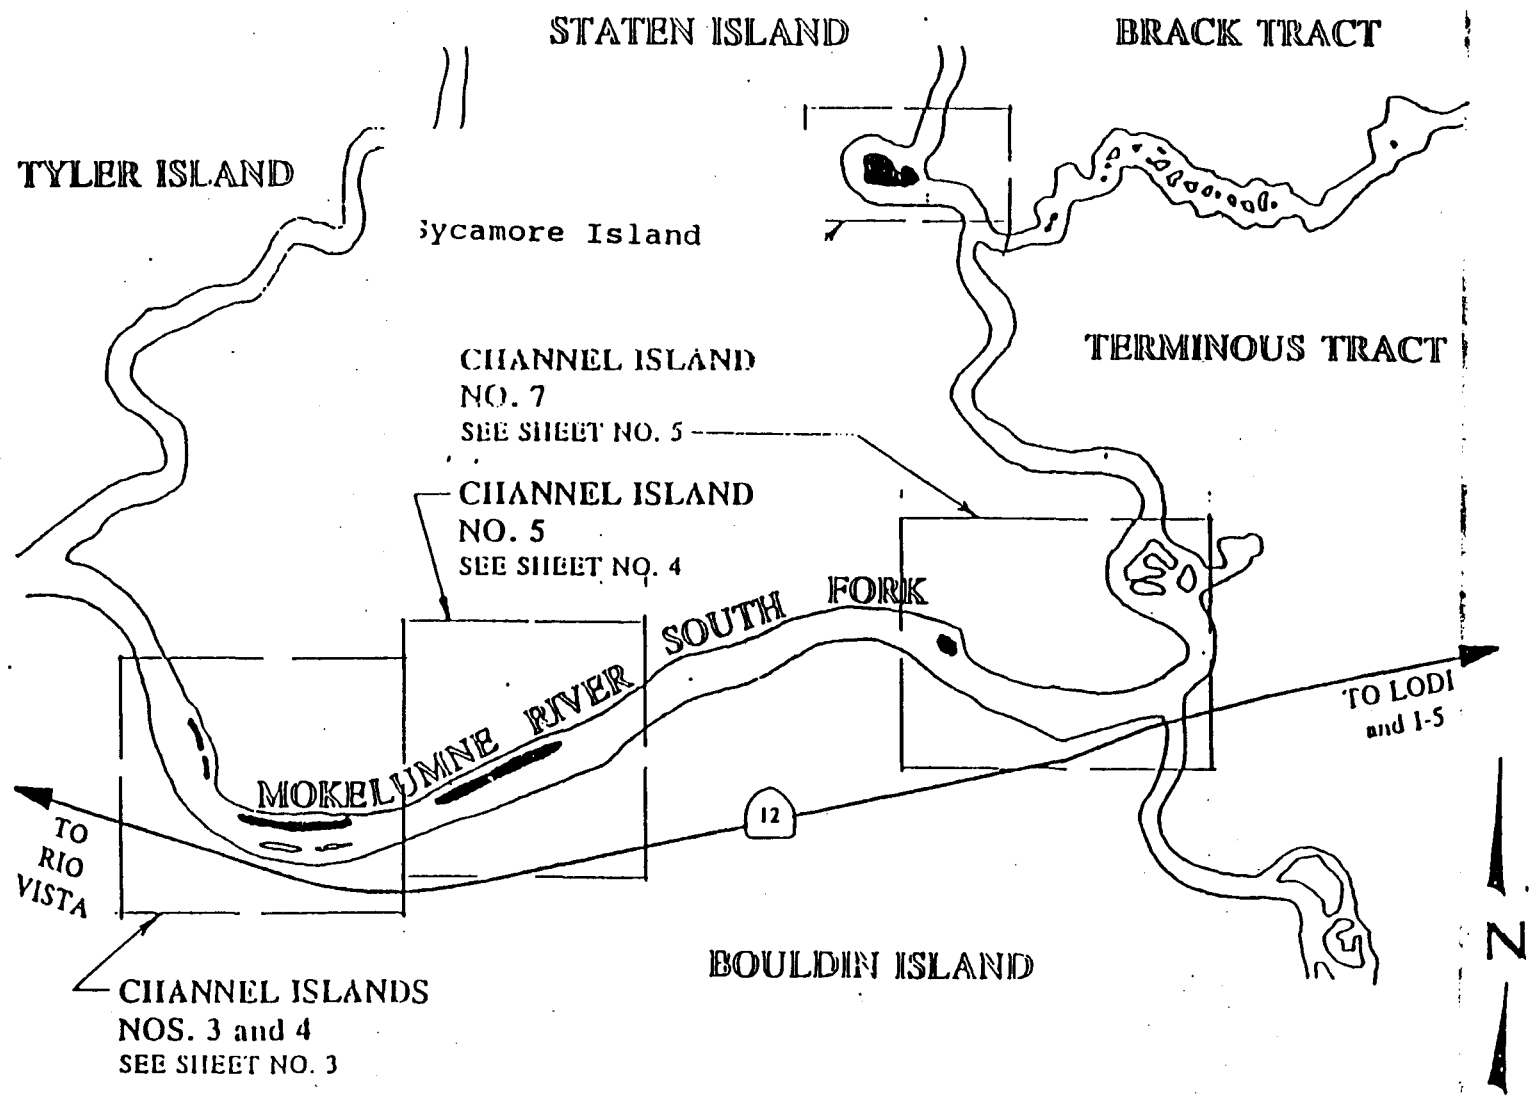 STATEN ISLAND
BRACK TRACT
TYLER ISLAND
Sycamore Island
TERMINOUS TRACT
CHANNEL ISLAND
NO. 7
SEE SHEET NO. 5
CHANNEL ISLAND
NO. 5
SEE SHEET NO. 4
MOKELUMNE RIVER SOUTH FORK
TO LODI
and I-5
12
TO
RIO
VISTA
BOULDIN ISLAND
CHANNEL ISLANDS
NOS. 3 and 4
SEE SHEET NO. 3
N